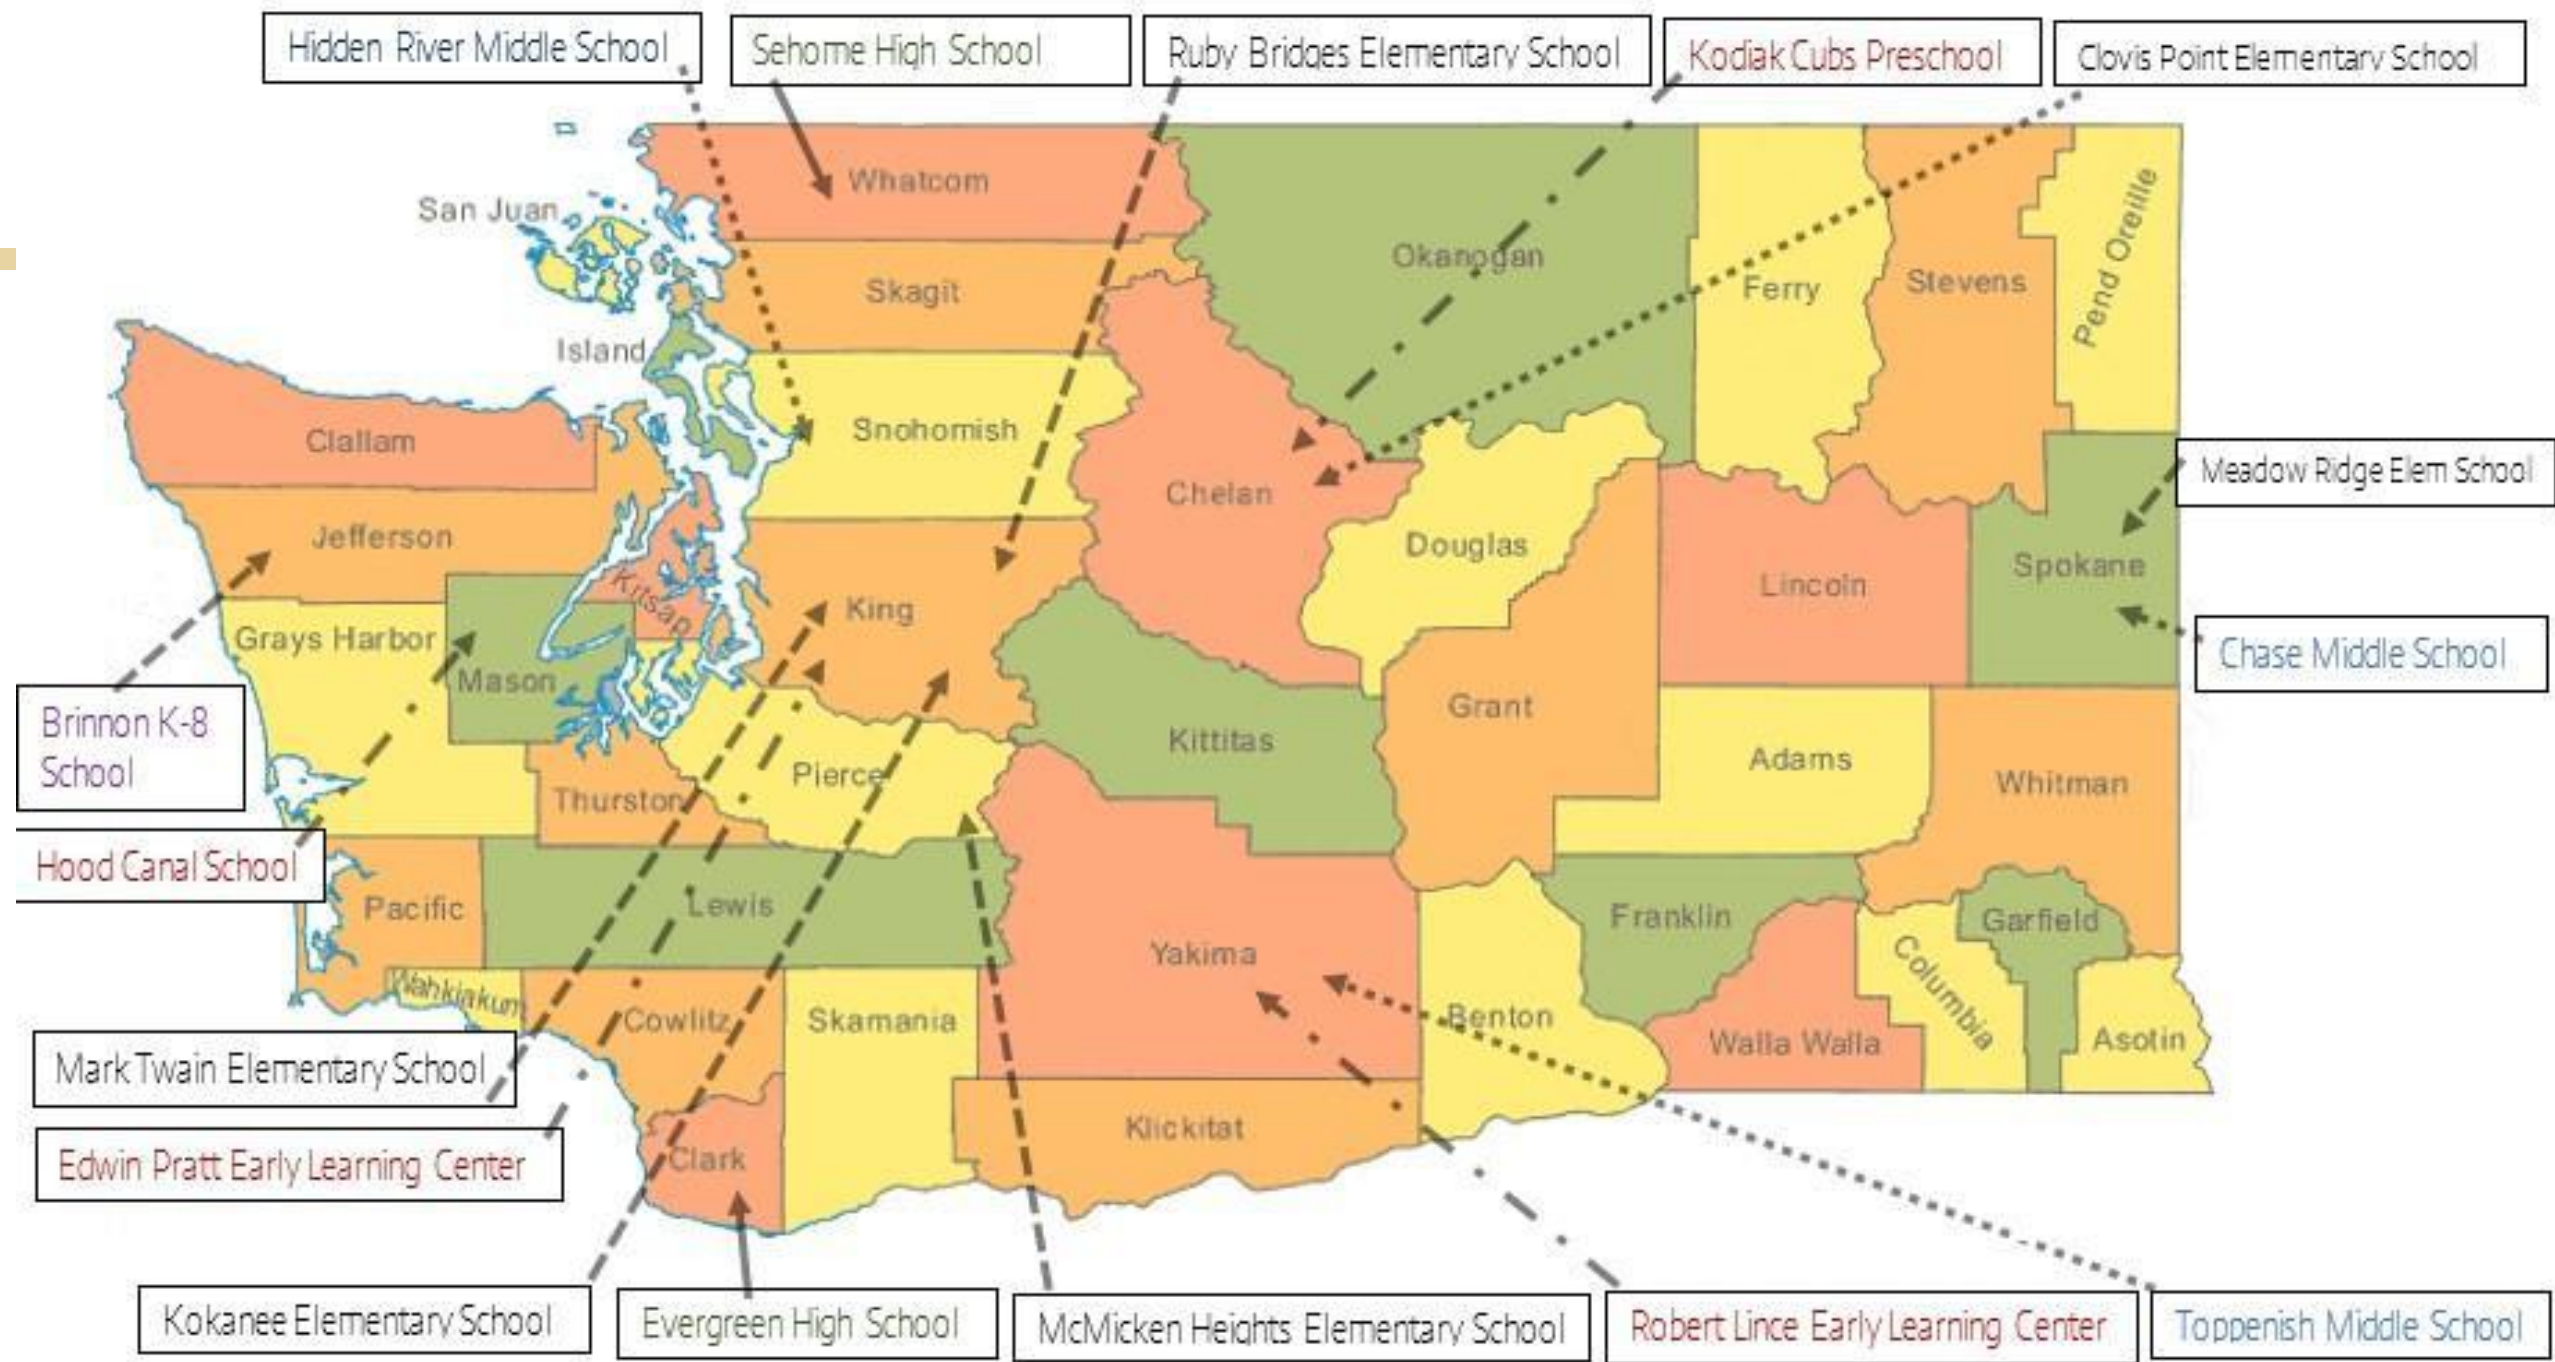 Hidden River Middle School
Sehome High School
Ruby Bridges Elementary School
Kodiak Cubs Preschool
Clovis Point Elementary School
Whatcom
San Juan
Okanogan
Pend Oreille
Skagit
Ferry
Stevens
Island
Snohomish
Clallam
Chelan
Meadow Ridge Elem School
Jefferson
Douglas
Spokane
Lincoln
Kitsap
King
Grays Harbor
Chase Middle School
Mason
Brinnon K-8
School
Grant
Kittitas
Adams
Pierce
Whitman
Thurston
Hood Canal School
Pacific
Lewis
Franklin
Garfield
Yakima
Columbia
Wahkiakum
Cowlitz
Skamania
Benton
Walla Walla
Asotin
Mark Twain Elementary School
Klickitat
Edwin Pratt Early Learning Center
Clark
Kokanee Elementary School
Evergreen High School
McMicken Heights Elementary School
Robert Lince Early Learning Center
Toppenish Middle School